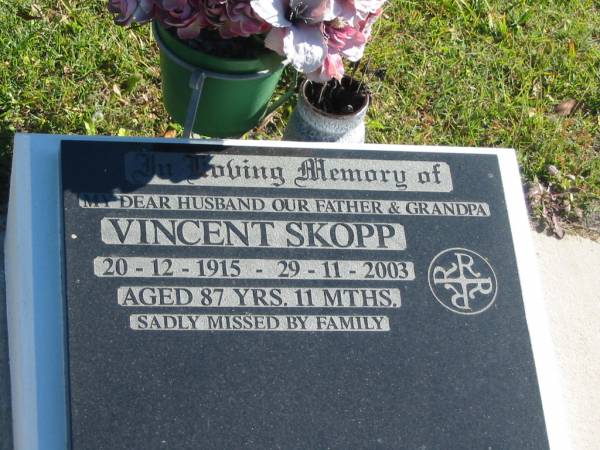 In Loving Memory of
MY DEAR HUSBAND OUR FATHER & GRANDPA
VINCENT SKOPP
20 - 12 - 1915 - 29 - 11 - 2003
AGED 87 YRS. 11 MTHS.
SADLY MISSED BY FAMILY
R R R R